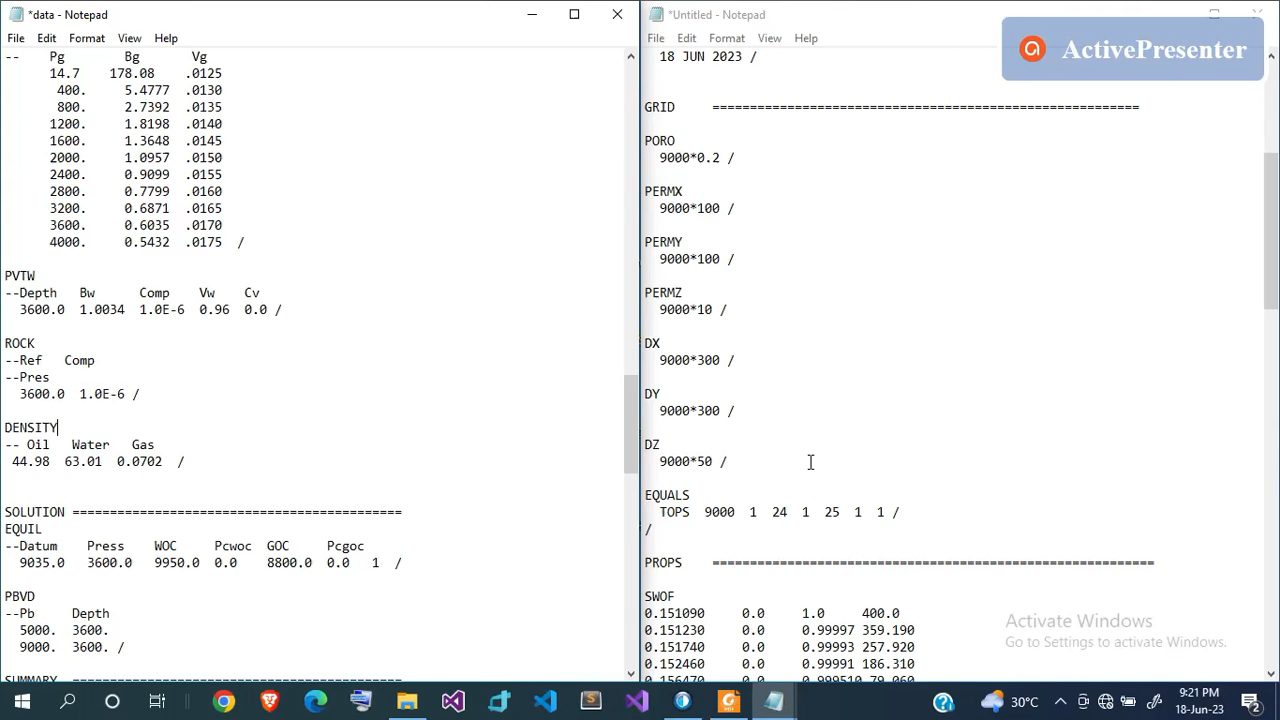 *data - Notepad
File Edit Format View Help
-- Pg Bg Vg
14.7 178.08 .0125
400. 5.4777 .0130
800. 2.7392 .0135
1200. 1.8198 .0140
1600. 1.3648 .0145
2000. 1.0957 .0150
2400. 0.9099 .0155
2800. 0.7799 .0160
3200. 0.6871 .0165
3600. 0.6035 .0170
4000. 0.5432 .0175 /
PVTW
--Depth Bw Comp Vw Cv
3600.0 1.0034 1.0E-6 0.96 0.0 /
ROCK
--Ref Comp
--Pres
3600.0 1.0E-6 /
DENSITY
-- Oil Water Gas
44.98 63.01 0.0702 /
SOLUTION ============================================
EQUIL
--Datum Press WOC Pcwoc GOC Pcgoc
9035.0 3600.0 9950.0 0.0 8800.0 0.0 1 /
PBVD
--Pb Depth
5000. 3600.
9000. 3600. /
SUMMARY ============================================
*Untitled - Notepad
File Edit Format View Help
ActivePresenter
18 JUN 2023 /
GRID =========================================================
PORO
9000*0.2 /
PERMX
9000*100 /
PERMY
9000*100 /
PERMZ
9000*10 /
DX
9000*300 /
DY
9000*300 /
DZ
9000*50 /
EQUALS
TOPS 9000 1 24 1 25 1 1 /
/
PROPS ===========================================================
SWOF
0.151090 0.0 1.0 400.0
0.151230 0.0 0.99997 359.190
0.151740 0.0 0.99993 257.920
0.152460 0.0 0.99991 186.310
0.156470 0.0 0.999510 79.060
Activate Windows
Go to Settings to activate Windows.
30°C
9:21 PM
18-Jun-23
2